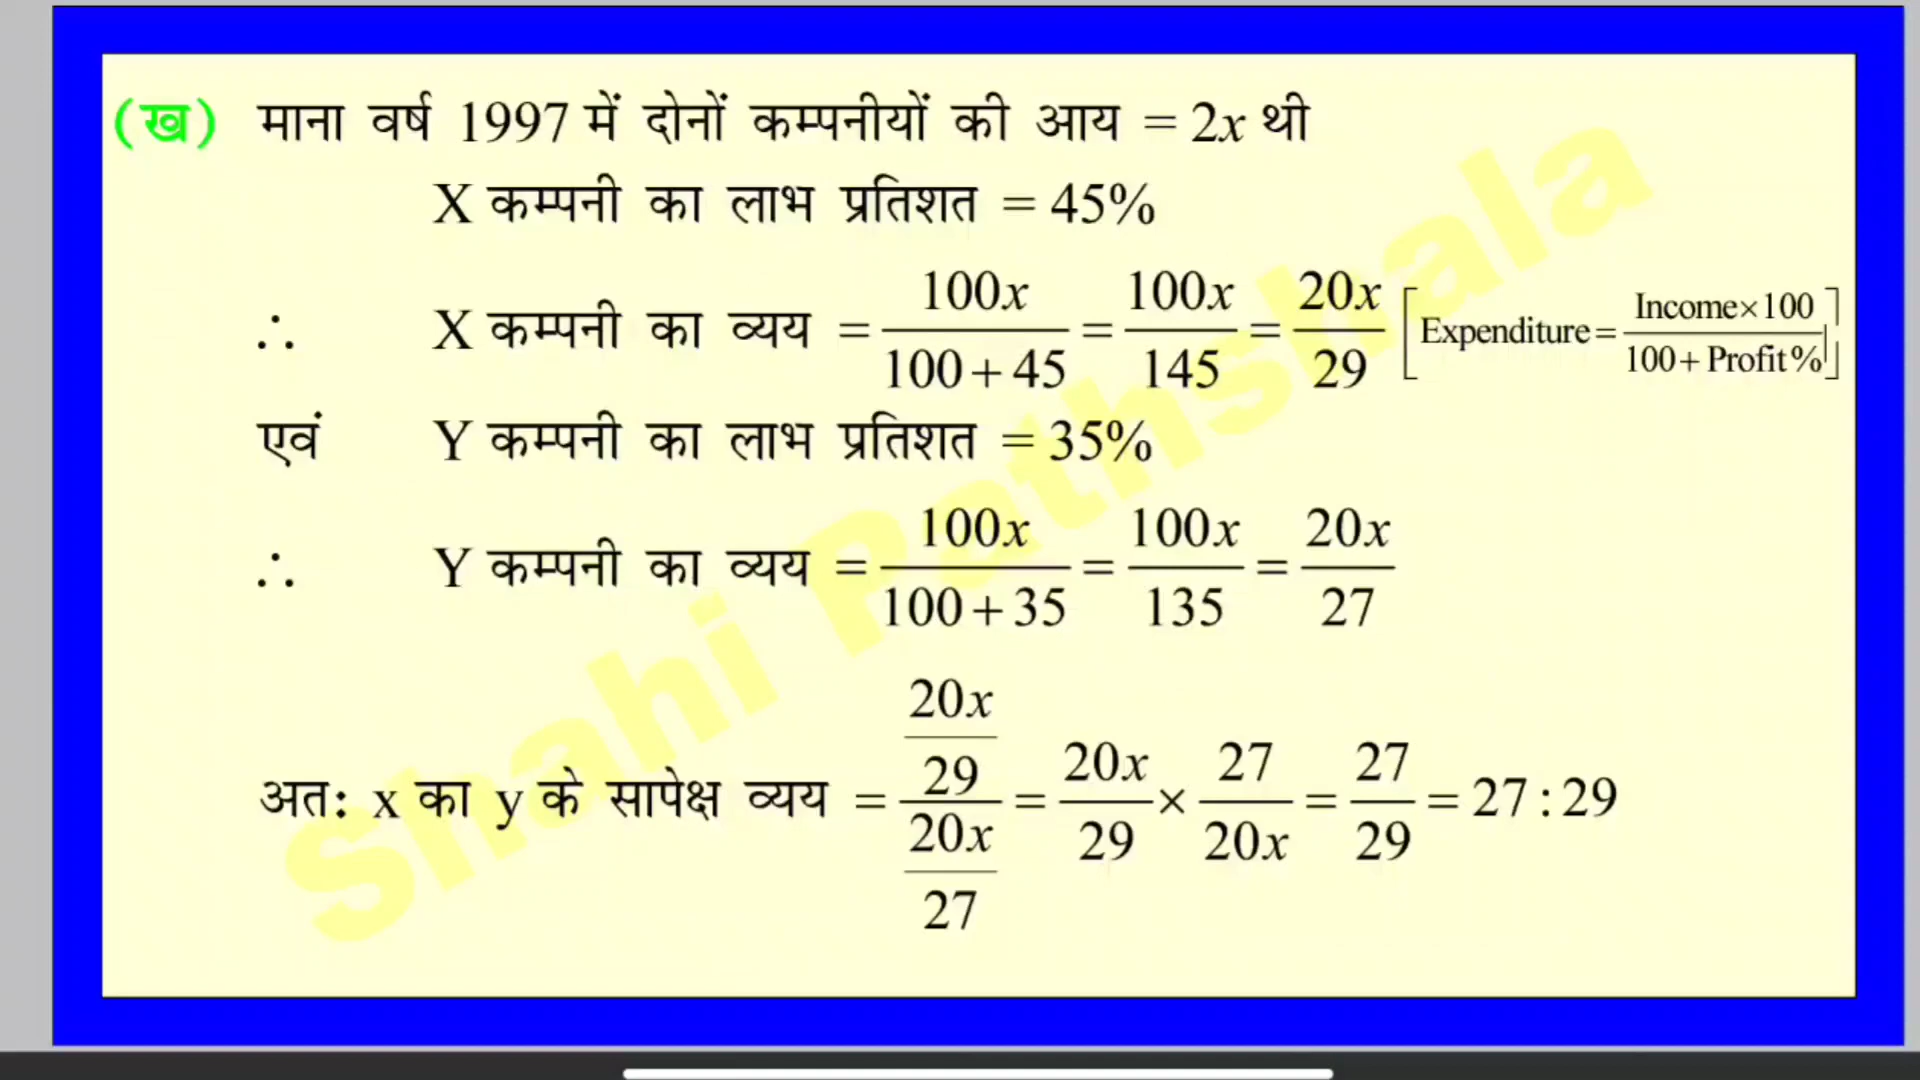 (ख) माना वर्ष 1997 में दोनों कम्पनीयों की आय = 2x थी
X कम्पनी का लाभ प्रतिशत = 45%
∴ X कम्पनी का व्यय = 100x/(100+45) = 100x/145 = 20x/29 [Expenditure = Income×100/(100+Profit%)]
एवं Y कम्पनी का लाभ प्रतिशत = 35%
∴ Y कम्पनी का व्यय = 100x/(100+35) = 100x/135 = 20x/27
अतः x का y के सापेक्ष व्यय = (20x/29)/(20x/27) = 20x/29 × 27/20x = 27/29 = 27:29
Shahi Pathshala